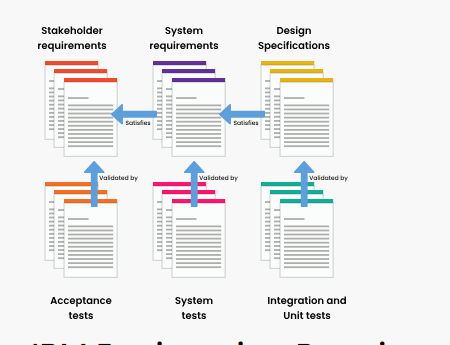 Stakeholder
requirements
System
requirements
Design
Specifications
Satisfies
Satisfies
Validated by
Validated by
Validated by
Acceptance
tests
System
tests
Integration and
Unit tests